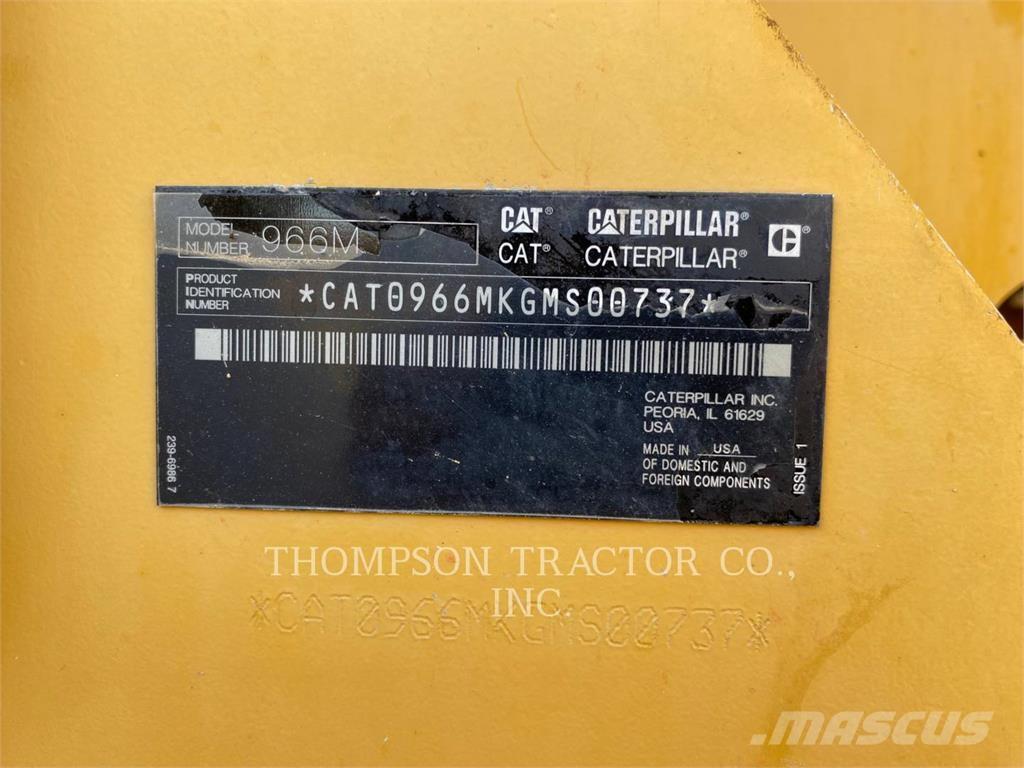 MODEL NUMBER 966M
CAT® CATERPILLAR®
CAT® CATERPILLAR®
PRODUCT IDENTIFICATION NUMBER *CAT0966MKGMS00737*
CATERPILLAR INC.
PEORIA, IL 61629
USA
MADE IN USA
OF DOMESTIC AND
FOREIGN COMPONENTS
239-6986 7
ISSUE 1
THOMPSON TRACTOR CO.,
INC.
*CAT0966MKGMS00737*
MASCUS